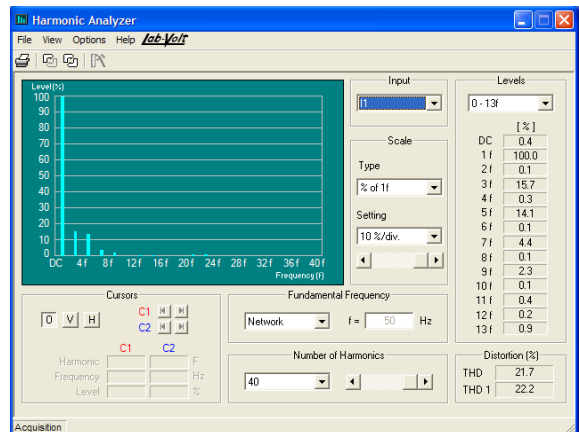 Harmonic Analyzer
File View Options Help Lab-Volt
Level(%)
100
90
80
70
60
50
40
30
20
10
0
DC 4f 8f 12f 16f 20f 24f 28f 32f 36f 40f
Frequency(f)
Input
I1
Scale
Type
% of 1f
Setting
10 %/div.
Levels
0 - 13f
[ % ]
DC 0.4
1 f 100.0
2 f 0.1
3 f 15.7
4 f 0.3
5 f 14.1
6 f 0.1
7 f 4.4
8 f 0.1
9 f 2.3
10 f 0.1
11 f 0.4
12 f 0.2
13 f 0.9
Cursors
O V H
C1
C2
C1 C2
Harmonic F
Frequency Hz
Level %
Fundamental Frequency
Network f = 50 Hz
Number of Harmonics
40
Distortion (%)
THD 21.7
THD 1 22.2
Acquisition